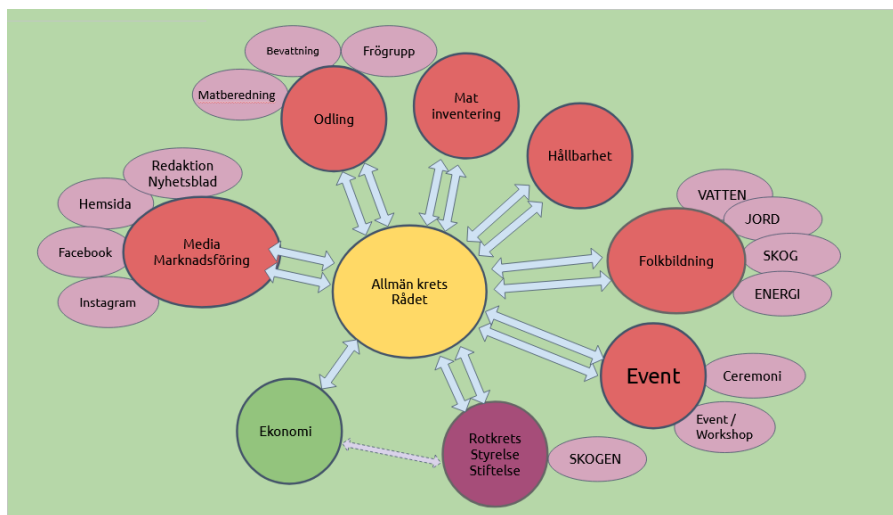 Bevattning
Frögrupp
Matberedning
Odling
Mat
inventering
Hållbarhet
Redaktion
Nyhetsblad
Hemsida
Facebook
Instagram
Media
Marknadsföring
Allmän krets
Rådet
Folkbildning
VATTEN
JORD
SKOG
ENERGI
Event
Ceremoni
Event /
Workshop
Ekonomi
Rotkrets
Styrelse
Stiftelse
SKOGEN